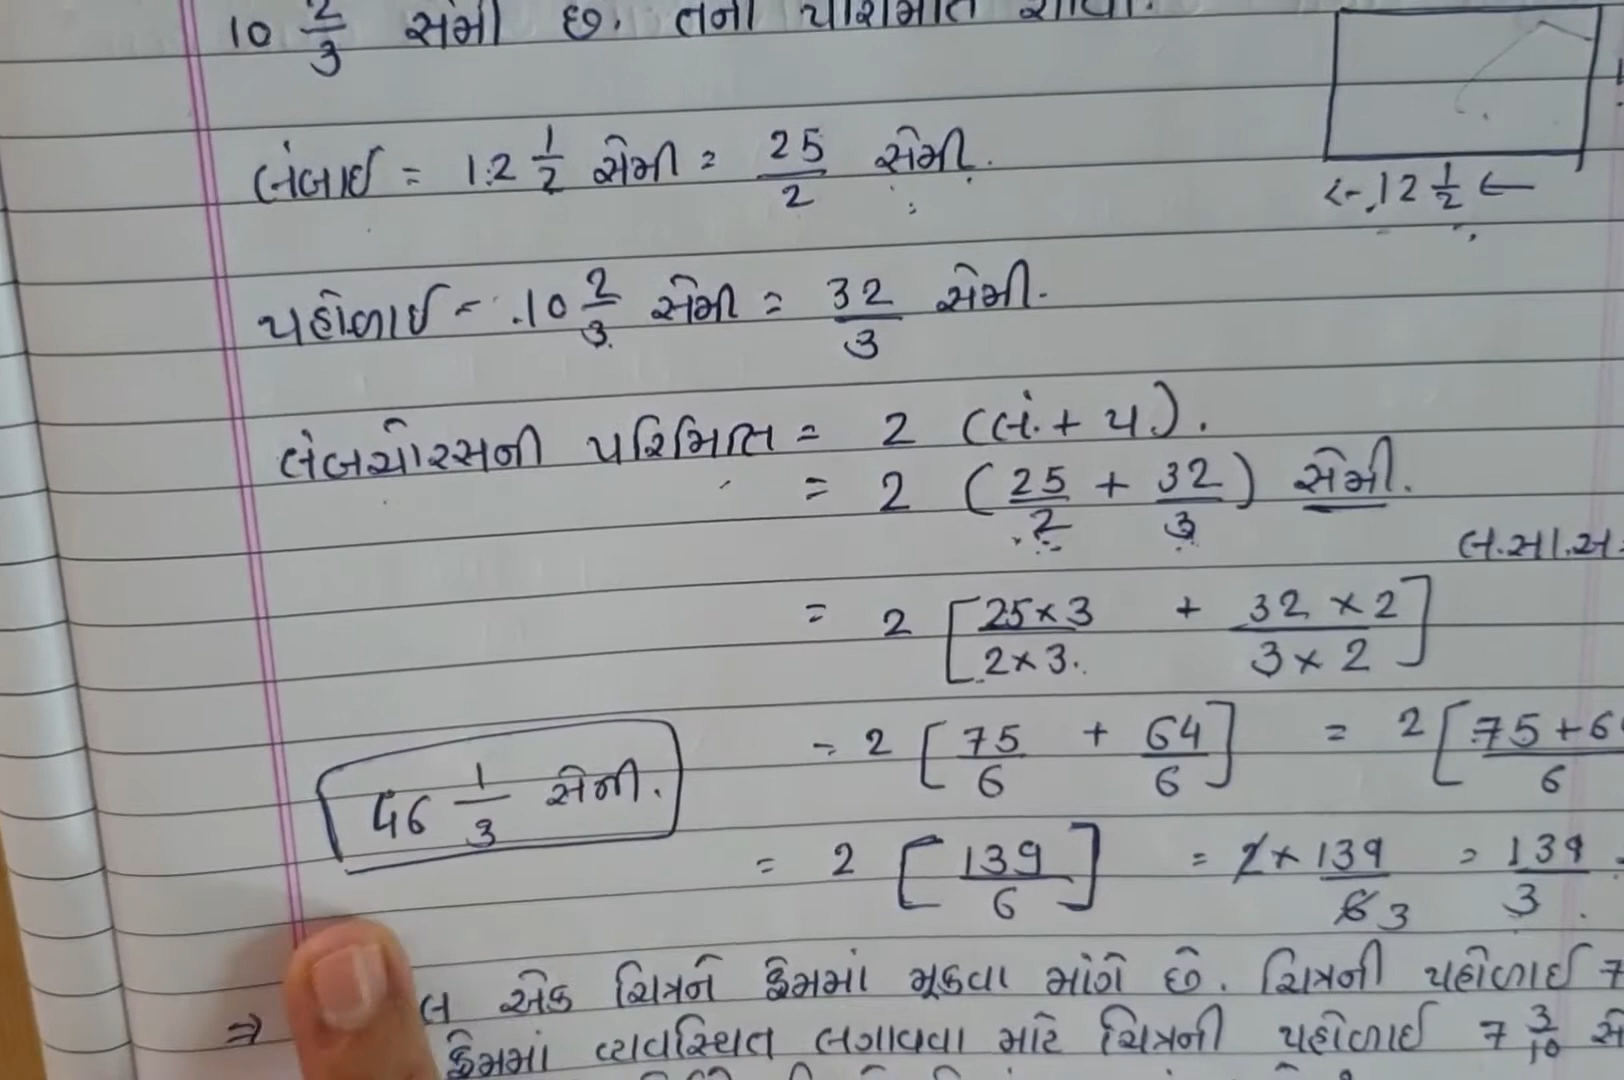 10 2/3 સેમી છે. તેની પરિમિતિ શોધો.
લંબાઈ = 12 1/2 સેમી = 25/2 સેમી.
<- 12 1/2 ←
પહોળાઈ = 10 2/3 સેમી = 32/3 સેમી.
લંબચોરસની પરિમિતિ = 2 (લં. + પ).
= 2 (25/2 + 32/3) સેમી.
લ.સા.અ.
= 2 [25×3/2×3 + 32×2/3×2]
= 2 [75/6 + 64/6] = 2 [75+6/6
46 1/3 સેમી.
= 2 [139/6] = 2×139/6 3 = 139/3
⇒ લ એક ચિત્રને ફ્રેમમાં મૂકવા માંગે છે. ચિત્રની પહોળાઈ 7
ફ્રેમમાં વ્યવસ્થિત લગાવવા માટે ચિત્રની પહોળાઈ 7 3/10 સે